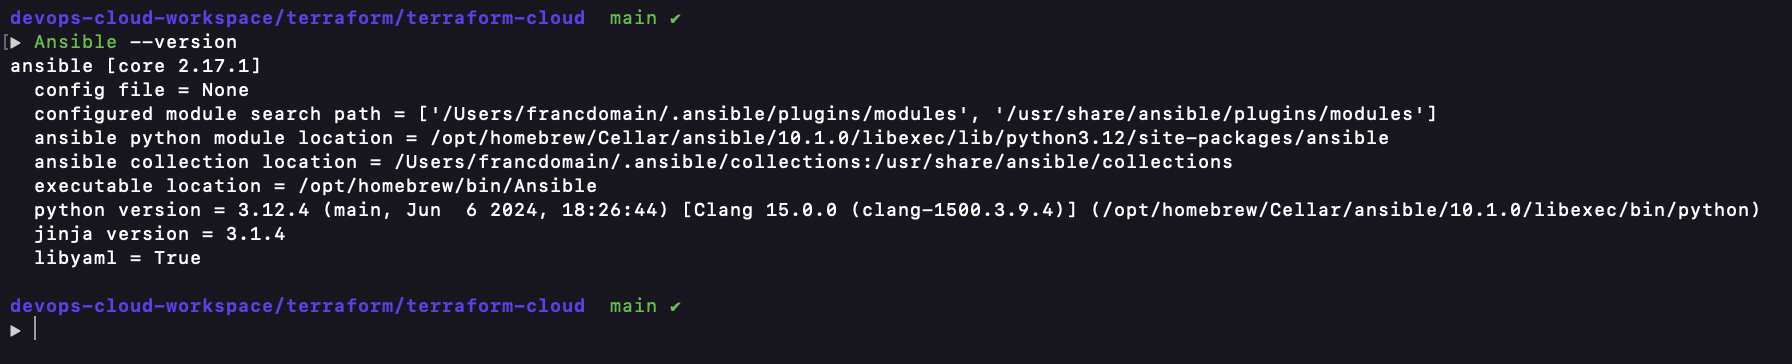 devops-cloud-workspace/terraform/terraform-cloud  main ✔
[▶ Ansible --version
ansible [core 2.17.1]
  config file = None
  configured module search path = ['/Users/francdomain/.ansible/plugins/modules', '/usr/share/ansible/plugins/modules']
  ansible python module location = /opt/homebrew/Cellar/ansible/10.1.0/libexec/lib/python3.12/site-packages/ansible
  ansible collection location = /Users/francdomain/.ansible/collections:/usr/share/ansible/collections
  executable location = /opt/homebrew/bin/Ansible
  python version = 3.12.4 (main, Jun  6 2024, 18:26:44) [Clang 15.0.0 (clang-1500.3.9.4)] (/opt/homebrew/Cellar/ansible/10.1.0/libexec/bin/python)
  jinja version = 3.1.4
  libyaml = True
devops-cloud-workspace/terraform/terraform-cloud  main ✔
▶